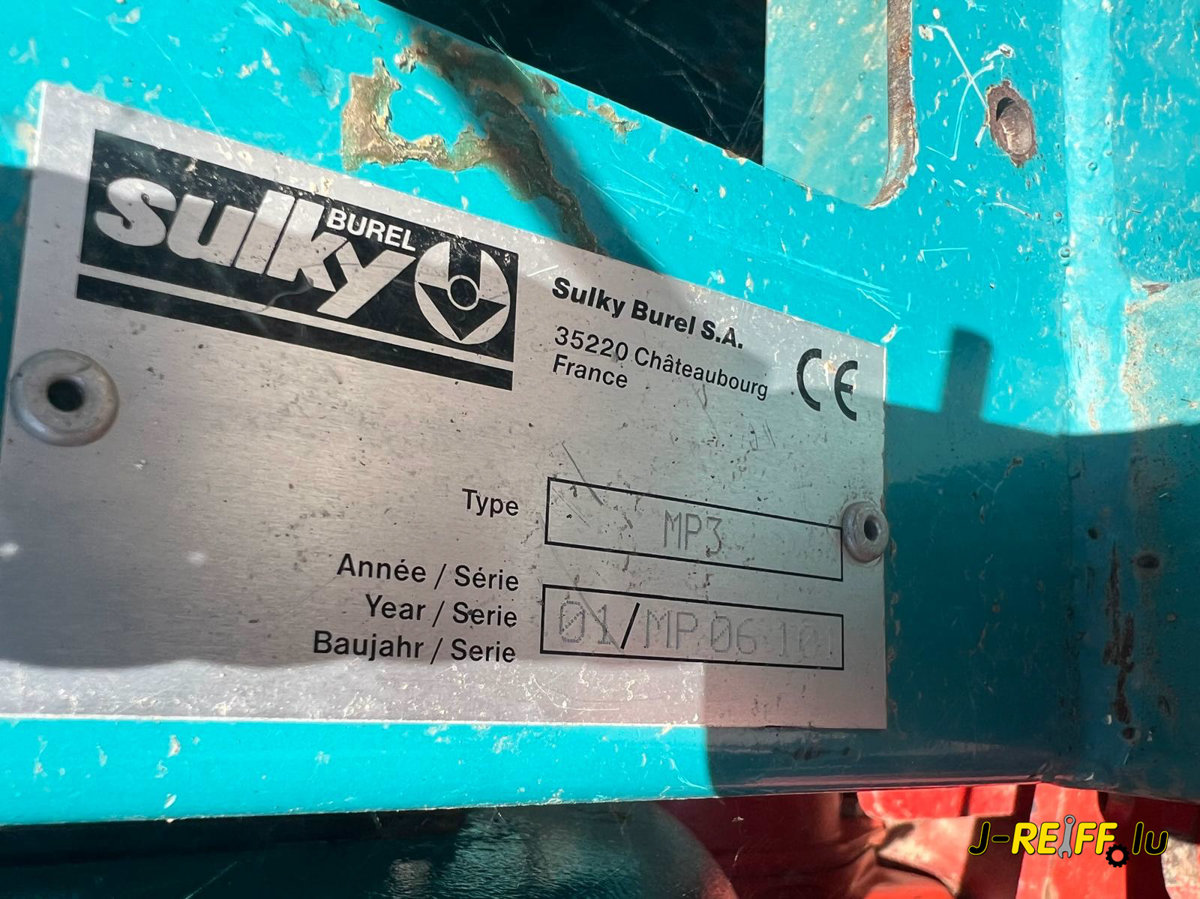 sulky BUREL
Sulky Burel S.A.
35220 Châteaubourg
France
CE
Type MP3
Année / Série
Year / Serie 01/MP 06 101
Baujahr / Serie
J-REIFF.lu